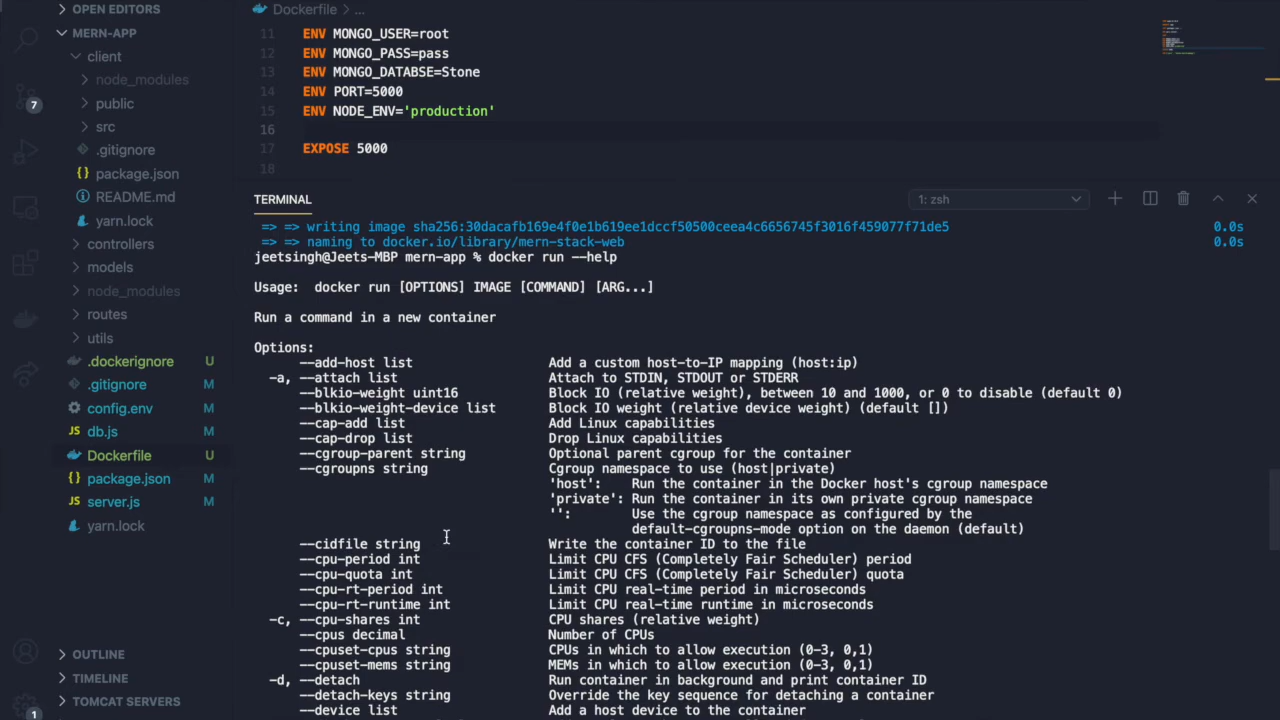 OPEN EDITORS
MERN-APP
client
node_modules
public
src
.gitignore
package.json
README.md
yarn.lock
controllers
models
node_modules
routes
utils
.dockerignore U
.gitignore M
config.env M
db.js M
Dockerfile U
package.json M
server.js M
yarn.lock
OUTLINE
TIMELINE
TOMCAT SERVERS
7
1
Dockerfile > ...
11 ENV MONGO_USER=root
12 ENV MONGO_PASS=pass
13 ENV MONGO_DATABSE=Stone
14 ENV PORT=5000
15 ENV NODE_ENV='production'
16
17 EXPOSE 5000
18
TERMINAL
1: zsh
=> => writing image sha256:30dacafb169e4f0e1b619ee1dccf50500ceea4c6656745f3016f459077f71de5 0.0s
=> => naming to docker.io/library/mern-stack-web 0.0s
jeetsingh@Jeets-MBP mern-app % docker run --help
Usage: docker run [OPTIONS] IMAGE [COMMAND] [ARG...]
Run a command in a new container
Options:
--add-host list Add a custom host-to-IP mapping (host:ip)
-a, --attach list Attach to STDIN, STDOUT or STDERR
--blkio-weight uint16 Block IO (relative weight), between 10 and 1000, or 0 to disable (default 0)
--blkio-weight-device list Block IO weight (relative device weight) (default [])
--cap-add list Add Linux capabilities
--cap-drop list Drop Linux capabilities
--cgroup-parent string Optional parent cgroup for the container
--cgroupns string Cgroup namespace to use (host|private)
'host': Run the container in the Docker host's cgroup namespace
'private': Run the container in its own private cgroup namespace
'': Use the cgroup namespace as configured by the
default-cgroupns-mode option on the daemon (default)
--cidfile string Write the container ID to the file
--cpu-period int Limit CPU CFS (Completely Fair Scheduler) period
--cpu-quota int Limit CPU CFS (Completely Fair Scheduler) quota
--cpu-rt-period int Limit CPU real-time period in microseconds
--cpu-rt-runtime int Limit CPU real-time runtime in microseconds
-c, --cpu-shares int CPU shares (relative weight)
--cpus decimal Number of CPUs
--cpuset-cpus string CPUs in which to allow execution (0-3, 0,1)
--cpuset-mems string MEMs in which to allow execution (0-3, 0,1)
-d, --detach Run container in background and print container ID
--detach-keys string Override the key sequence for detaching a container
--device list Add a host device to the container